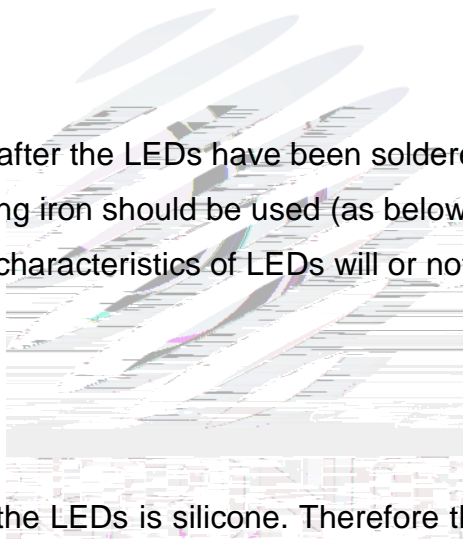 after the LEDs have been soldere
ng iron should be used (as below
characteristics of LEDs will or not
the LEDs is silicone. Therefore th